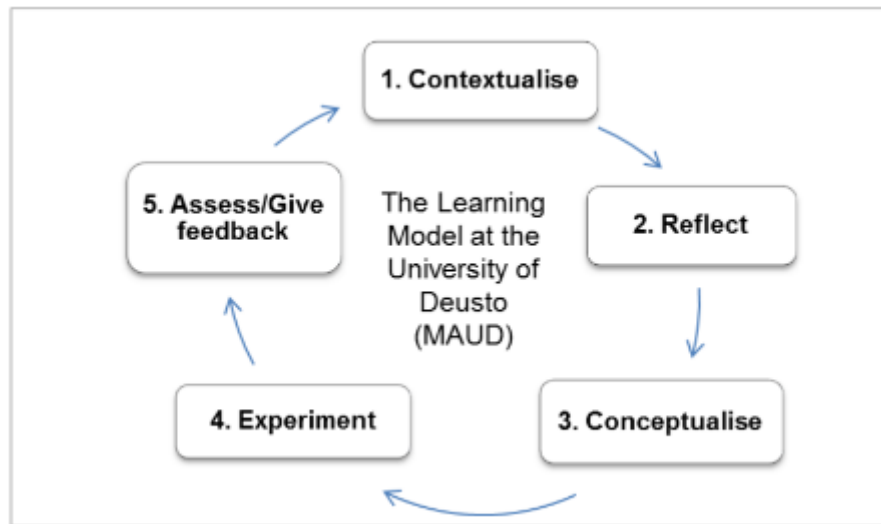 1. Contextualise
2. Reflect
3. Conceptualise
4. Experiment
5. Assess/Give
feedback
The Learning
Model at the
University of
Deusto
(MAUD)